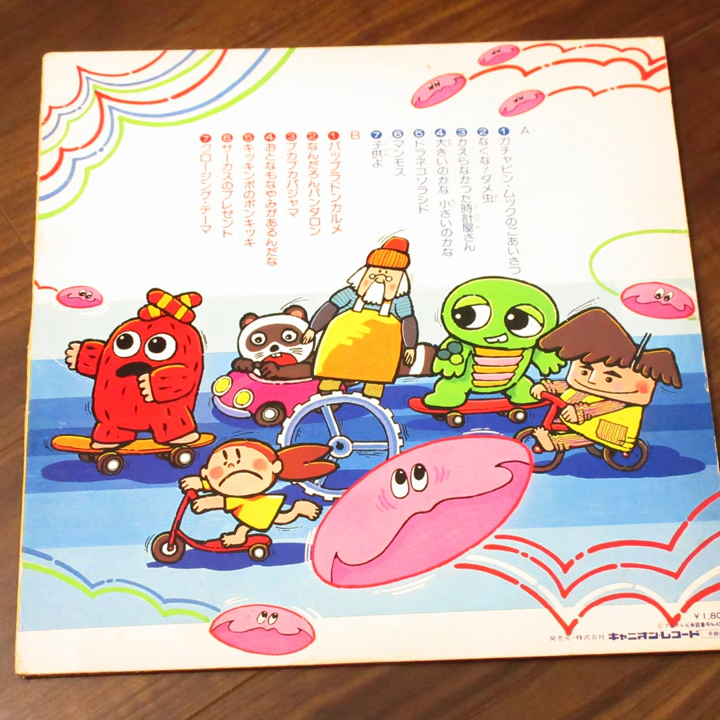 A
1 ガチャピン・ムックのごあいさつ
2 なくな!ダメ虫
3 かえらなかった時計屋さん
4 大きいのかな 小さいのかな
5 ドラネコソラシド
6 マンモス
7 子供よ
B
1 パップラドンカルメ
2 なんだろんパンタロン
3 プカプカパジャマ
4 おとなもなやみがあるんだな
5 キッキンポのポンキッキ
6 サーカスのプレゼント
7 クロージング・テーマ
¥1,80
発売元・株式会社 キャニオン・レコード